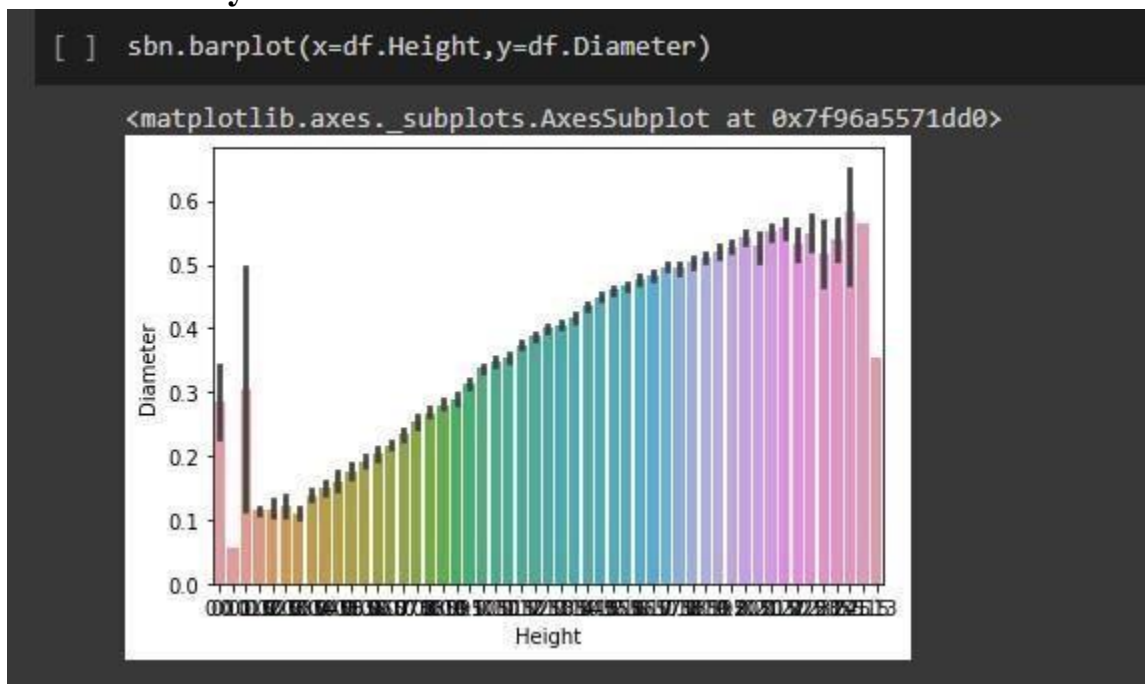 y
[ ] sbn.barplot(x=df.Height,y=df.Diameter)
<matplotlib.axes._subplots.AxesSubplot at 0x7f96a5571dd0>
0.6
0.5
0.4
0.3
0.2
0.1
0.0
Diameter
Height